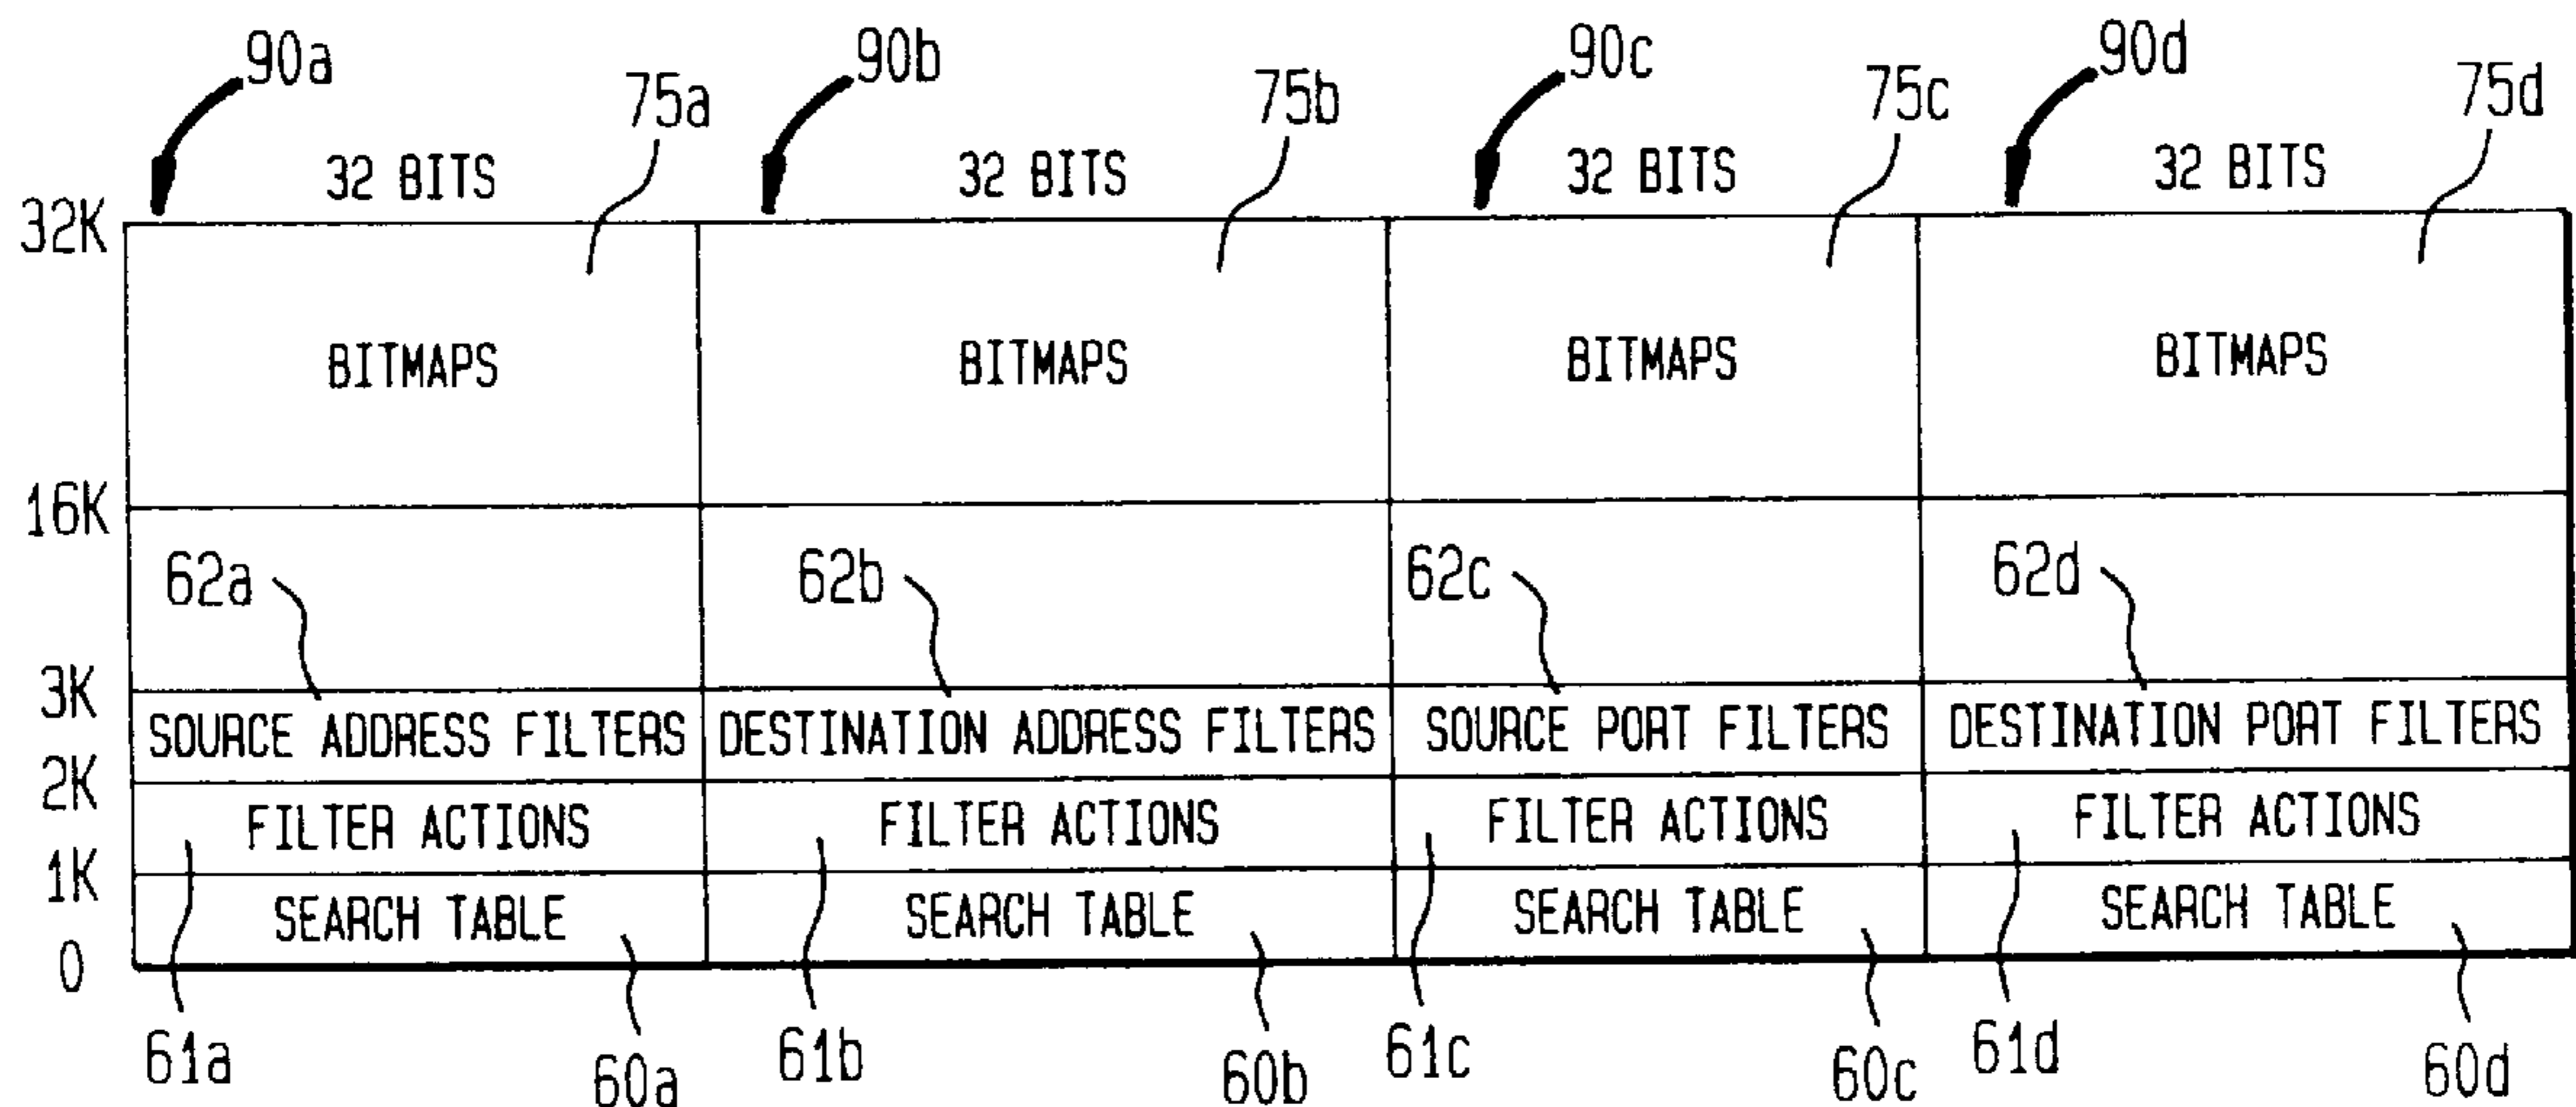 90a 90b 90c 90d
75a 75b 75c 75d
32 BITS 32 BITS 32 BITS 32 BITS
32K
BITMAPS BITMAPS BITMAPS BITMAPS
16K
62a 62b 62c 62d
3K
SOURCE ADDRESS FILTERS DESTINATION ADDRESS FILTERS SOURCE PORT FILTERS DESTINATION PORT FILTERS
2K
FILTER ACTIONS FILTER ACTIONS FILTER ACTIONS FILTER ACTIONS
1K
SEARCH TABLE SEARCH TABLE SEARCH TABLE SEARCH TABLE
0
61a 60a 61b 60b 61c 60c 61d 60d